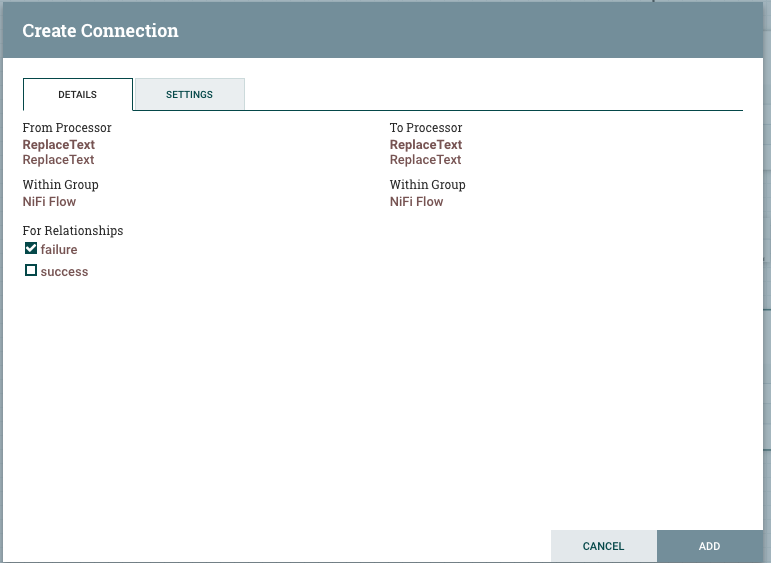 Create Connection
DETAILS
SETTINGS
From Processor
ReplaceText
ReplaceText
Within Group
NiFi Flow
For Relationships
failure
success
To Processor
ReplaceText
ReplaceText
Within Group
NiFi Flow
CANCEL
ADD